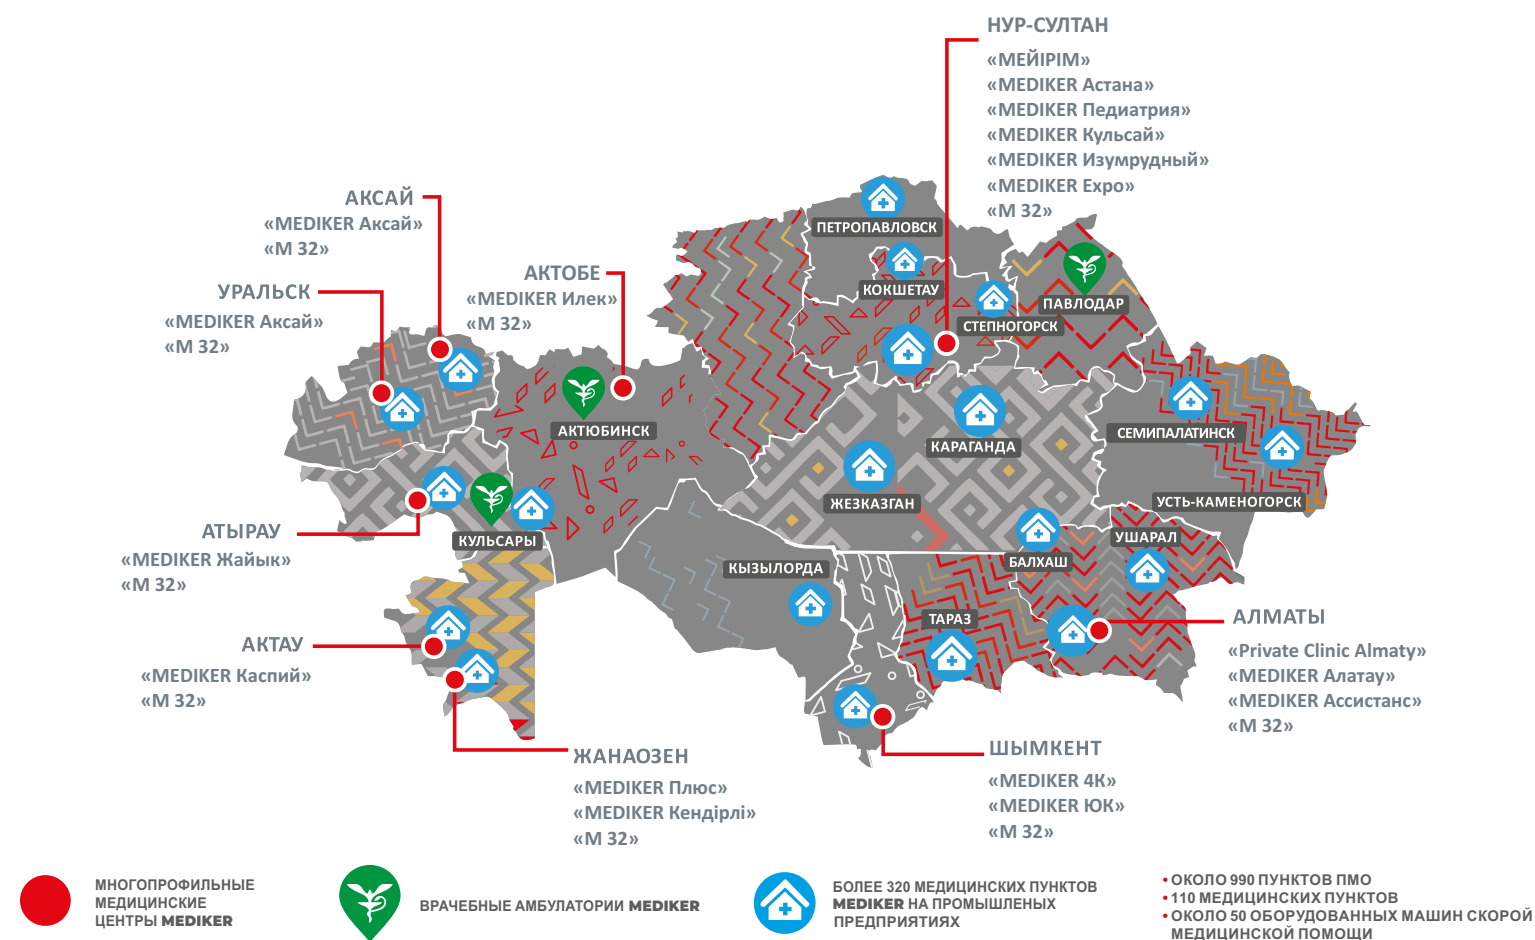 НУР-СУЛТАН
«МЕЙІРІМ»
«MEDIKER Астана»
«MEDIKER Педиатрия»
«MEDIKER Кульсай»
«MEDIKER Изумрудный»
«MEDIKER Expo»
«М 32»
АКСАЙ
«MEDIKER Аксай»
«М 32»
УРАЛЬСК
«MEDIKER Аксай»
«М 32»
АКТОБЕ
«MEDIKER Илек»
«М 32»
ПЕТРОПАВЛОВСК
КОКШЕТАУ
СТЕПНОГОРСК
ПАВЛОДАР
АКТЮБИНСК
КАРАГАНДА
СЕМИПАЛАТИНСК
ЖЕЗКАЗГАН
УСТЬ-КАМЕНОГОРСК
КУЛЬСАРЫ
УШАРАЛ
БАЛХАШ
КЫЗЫЛОРДА
ТАРАЗ
АТЫРАУ
«MEDIKER Жайык»
«М 32»
АКТАУ
«MEDIKER Каспий»
«М 32»
ЖАНАОЗЕН
«MEDIKER Плюс»
«MEDIKER Кендірлі»
«М 32»
ШЫМКЕНТ
«MEDIKER 4К»
«MEDIKER ЮК»
«М 32»
АЛМАТЫ
«Private Clinic Almaty»
«MEDIKER Алатау»
«MEDIKER Ассистанс»
«М 32»
МНОГОПРОФИЛЬНЫЕ
МЕДИЦИНСКИЕ
ЦЕНТРЫ MEDIKER
ВРАЧЕБНЫЕ АМБУЛАТОРИИ MEDIKER
БОЛЕЕ 320 МЕДИЦИНСКИХ ПУНКТОВ
MEDIKER НА ПРОМЫШЛЕНЫХ
ПРЕДПРИЯТИЯХ
• ОКОЛО 990 ПУНКТОВ ПМО
• 110 МЕДИЦИНСКИХ ПУНКТОВ
• ОКОЛО 50 ОБОРУДОВАННЫХ МАШИН СКОРОЙ
МЕДИЦИНСКОЙ ПОМОЩИ